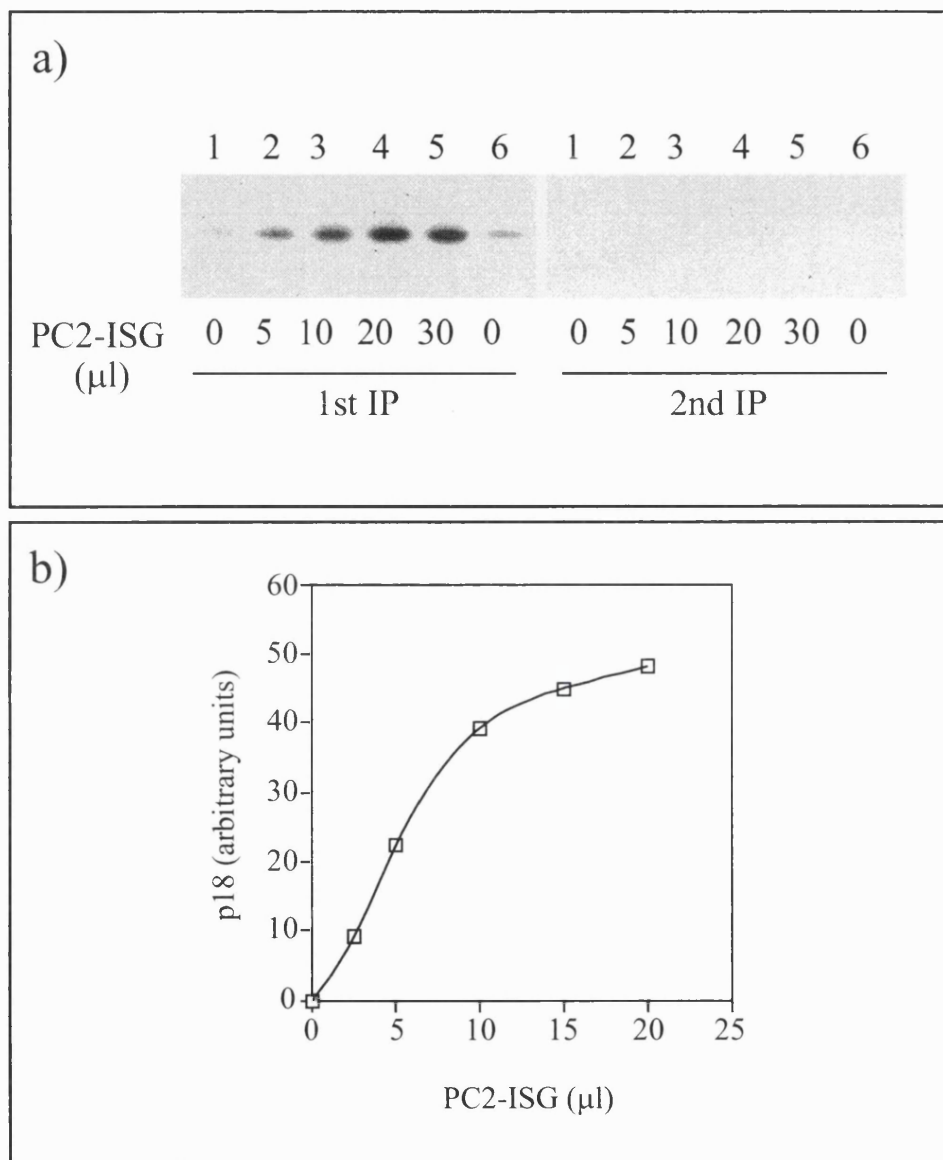 a)
1 2 3 4 5 6 1 2 3 4 5 6
PC2-ISG 0 5 10 20 30 0 0 5 10 20 30 0
(µl)
1st IP 2nd IP
b)
60
50
40
30
20
10
0
p18 (arbitrary units)
0 5 10 15 20 25
PC2-ISG (µl)